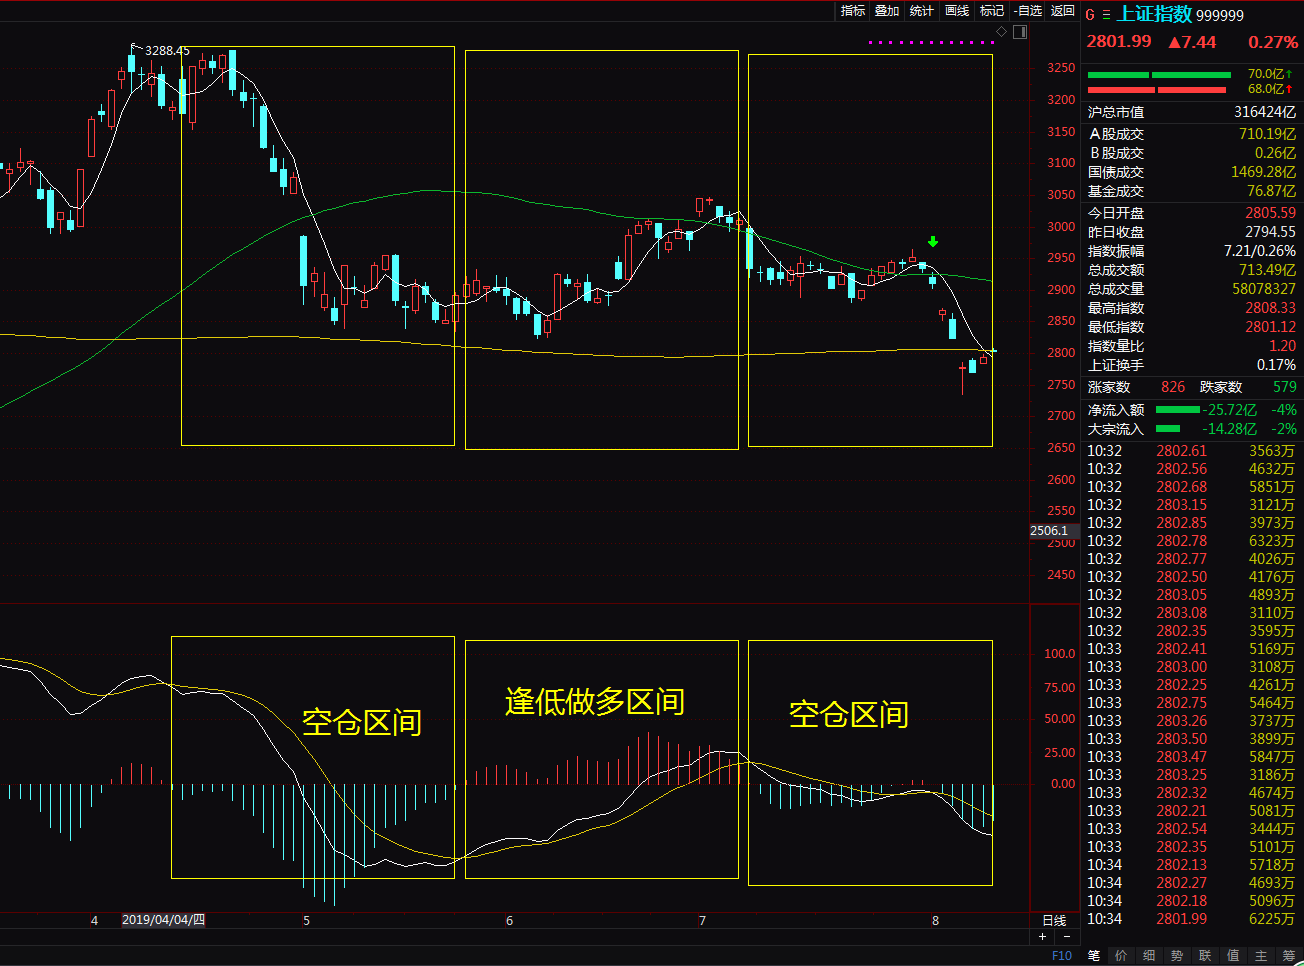 指标 叠加 统计 画线 标记 -自选 返回
G 上证指数 999999
2801.99 ▲7.44 0.27%
70.0亿↑
68.0亿↑
沪总市值 316424亿
A股成交 710.19亿
B股成交 0.26亿
国债成交 1469.28亿
基金成交 76.87亿
今日开盘 2805.59
昨日收盘 2794.55
指数振幅 7.21/0.26%
总成交额 713.49亿
总成交量 58078327
最高指数 2808.33
最低指数 2801.12
指数量比 1.20
上证换手 0.17%
涨家数 826 跌家数 579
净流入额 -25.72亿 -4%
大宗流入 -14.28亿 -2%
10:32 2802.61 3563万
10:32 2802.56 4632万
10:32 2802.68 5851万
10:32 2803.15 3121万
10:32 2802.85 3973万
10:32 2802.78 6323万
10:32 2802.77 4026万
10:32 2802.50 4176万
10:32 2803.05 4893万
10:32 2803.08 3110万
10:32 2802.35 3595万
10:33 2802.41 5169万
10:33 2803.00 3108万
10:33 2802.25 4261万
10:33 2802.75 5464万
10:33 2803.26 3737万
10:33 2803.50 3899万
10:33 2803.47 5847万
10:33 2803.25 3186万
10:33 2802.32 4674万
10:33 2802.21 5081万
10:33 2802.54 3444万
10:33 2802.35 5101万
10:34 2802.13 5718万
10:34 2802.27 4693万
10:34 2802.18 5096万
10:34 2801.99 6225万
笔 价 细 势 联 值 主 筹
3288.45
3250
3200
3150
3100
3050
3000
2950
2900
2850
2800
2750
2700
2650
2600
2550
2506.1
2500
2450
100.0
75.00
50.00
25.00
0.00
空仓区间
逢低做多区间
空仓区间
4 2019/04/04/四 5 6 7 8 日线
+ -
F10